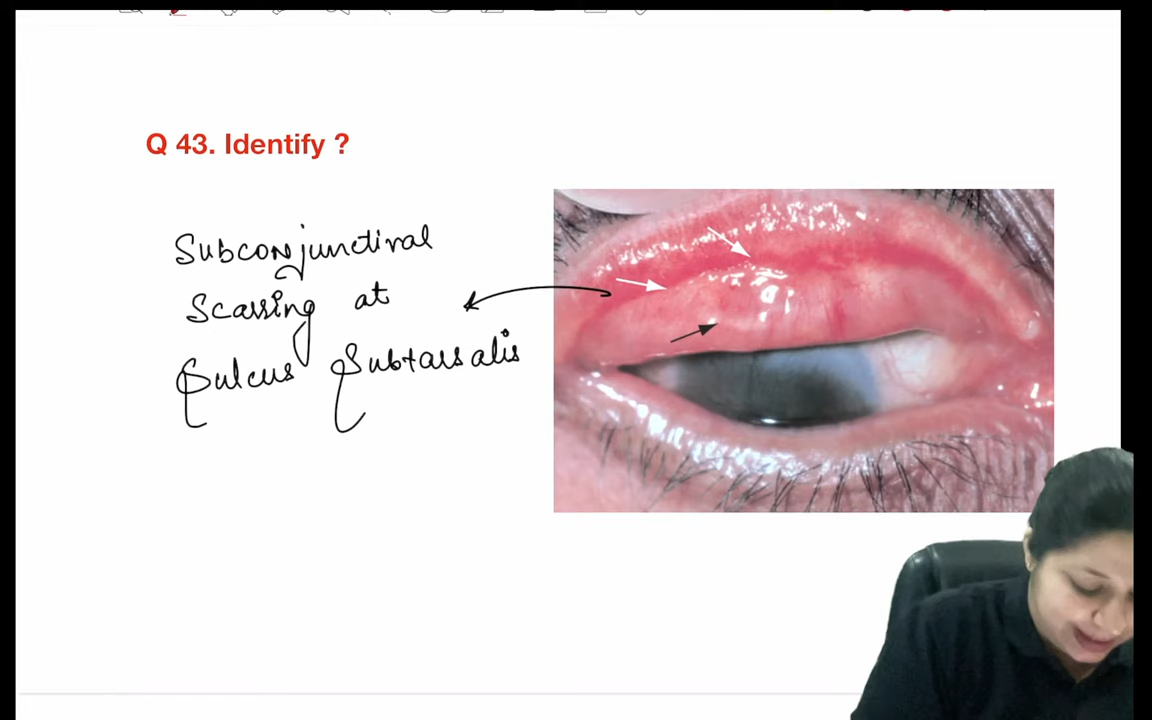 Q 43. Identify ?
Subconjunctival
Scarring at
Sulcus Subtarsalis